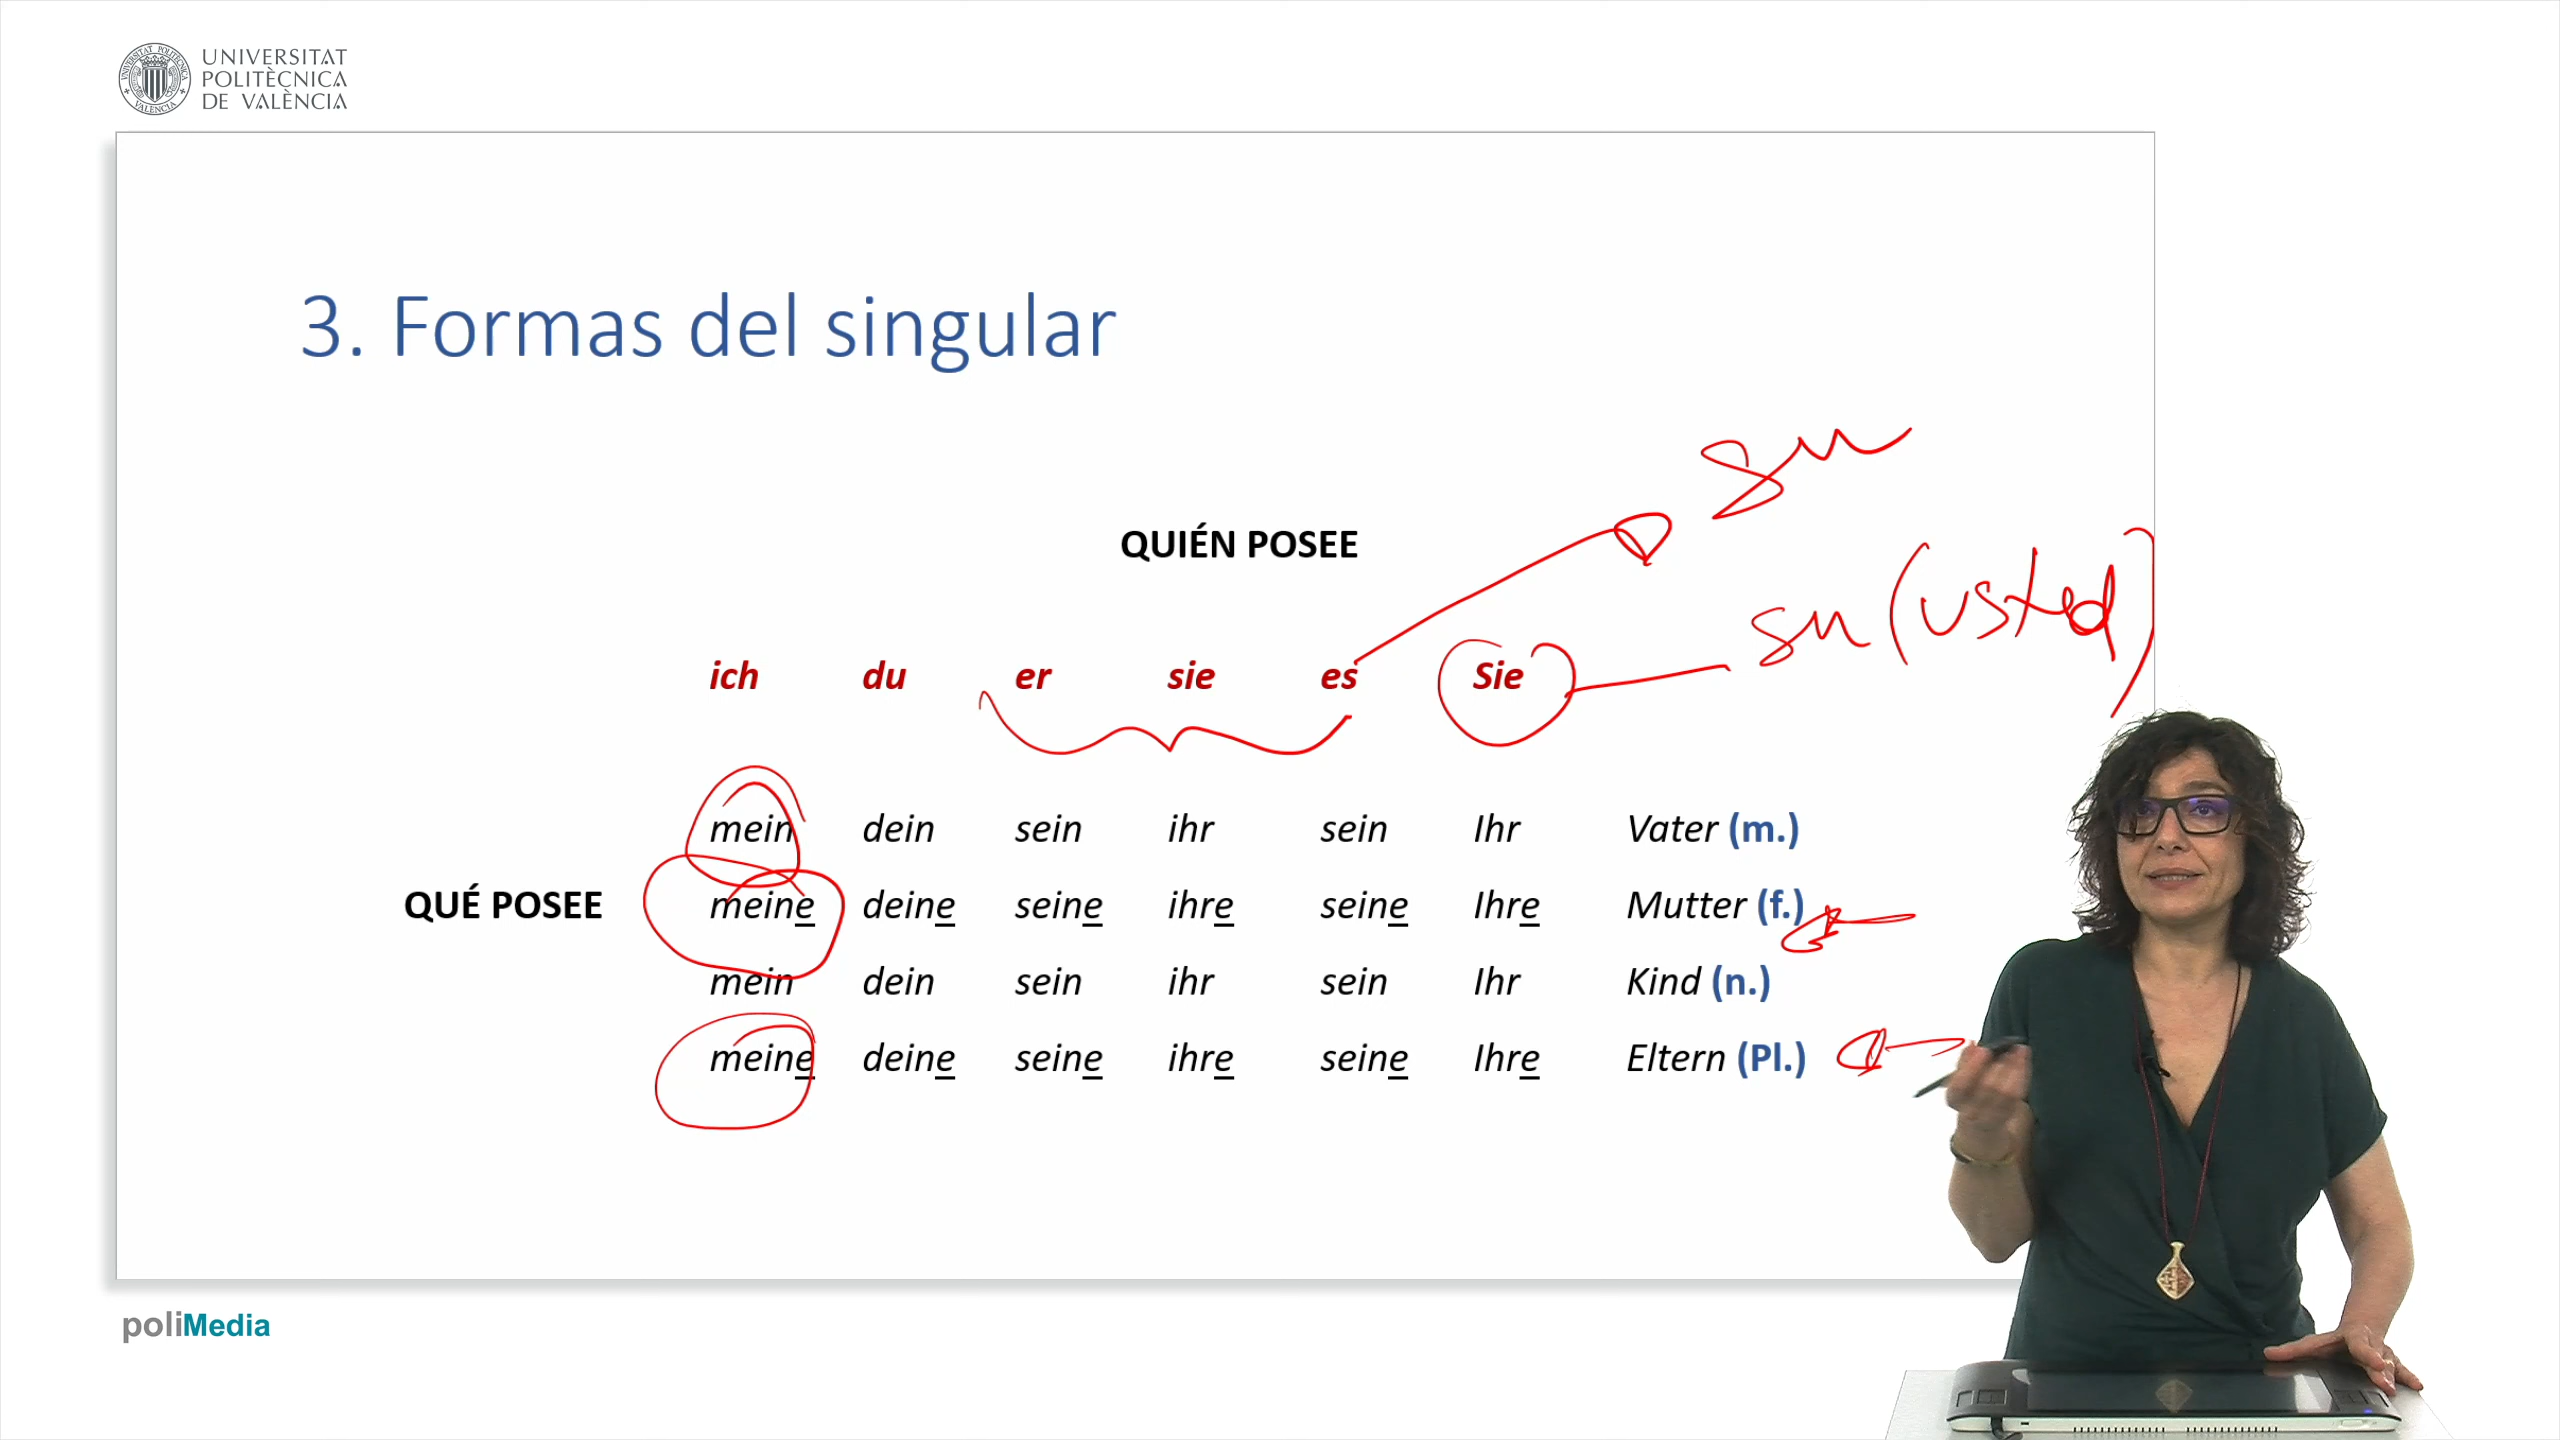 UNIVERSITAT
POLITÈCNICA
DE VALÈNCIA
3. Formas del singular
su
QUIÉN POSEE
su (usted)
ich du er sie es Sie
mein dein sein ihr sein Ihr Vater (m.)
QUÉ POSEE meine deine seine ihre seine Ihre Mutter (f.)
mein dein sein ihr sein Ihr Kind (n.)
meine deine seine ihre seine Ihre Eltern (Pl.)
poliMedia